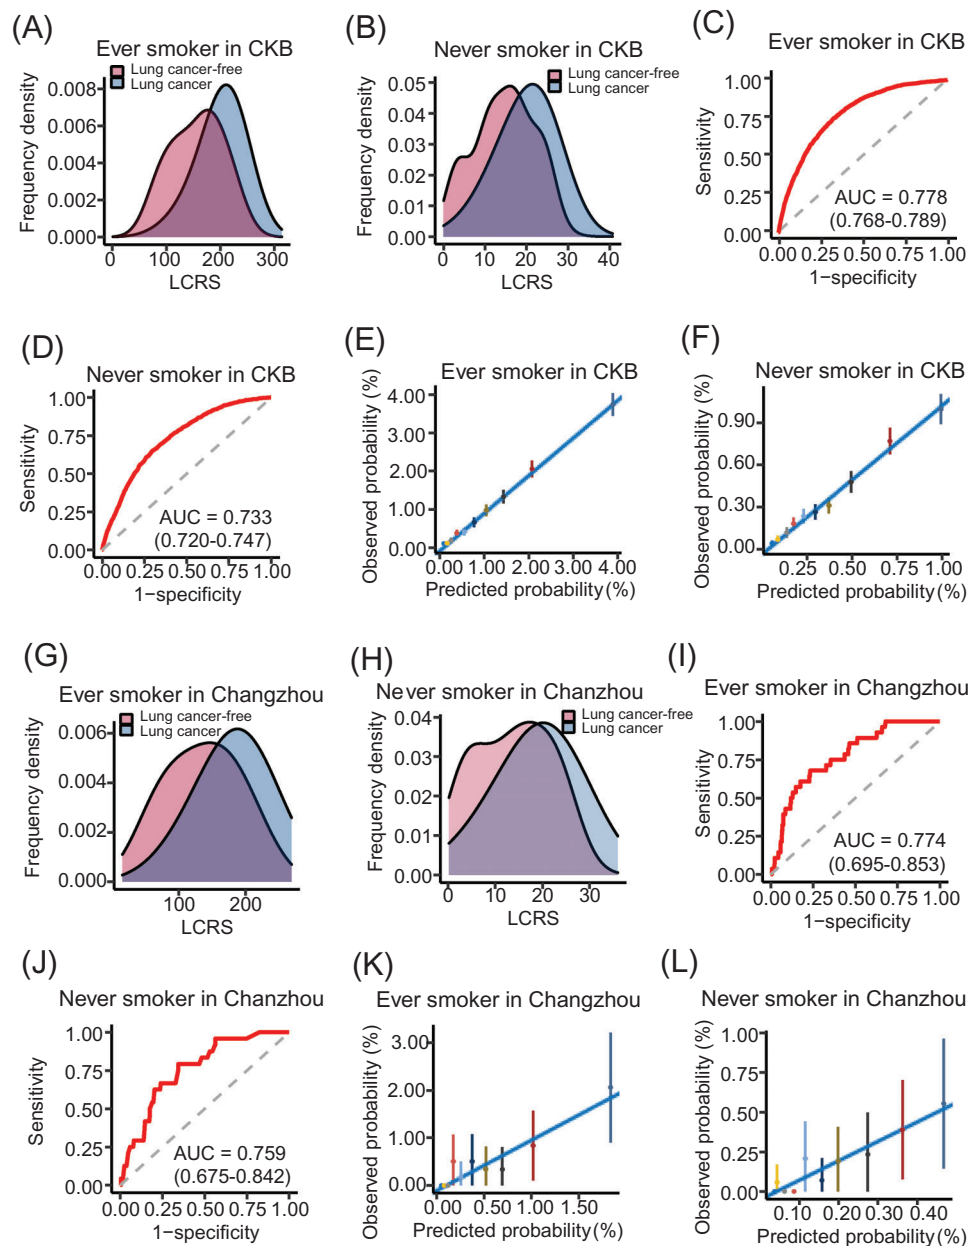 (A)
Ever smoker in CKB
Lung cancer-free
Lung cancer
Frequency density
0.008
0.006
0.004
0.002
0.000
0 100 200 300
LCRS
(B)
Never smoker in CKB
Lung cancer-free
Lung cancer
Frequency density
0.05
0.04
0.03
0.02
0.01
0.00
0 10 20 30 40
LCRS
(C)
Ever smoker in CKB
Sensitivity
1.00
0.75
0.50
0.25
0.00
AUC = 0.778
(0.768-0.789)
0.00 0.25 0.50 0.75 1.00
1−specificity
(D)
Never smoker in CKB
Sensitivity
1.00
0.75
0.50
0.25
0.00
AUC = 0.733
(0.720-0.747)
0.00 0.25 0.50 0.75 1.00
1−specificity
(E)
Ever smoker in CKB
Observed probability (%)
4.00
3.00
2.00
1.00
0.00
0.00 1.00 2.00 3.00 4.00
Predicted probability (%)
(F)
Never smoker in CKB
Observed probability (%)
0.90
0.60
0.30
0.00
0.25 0.50 0.75 1.00
Predicted probability (%)
(G)
Ever smoker in Changzhou
Lung cancer-free
Lung cancer
Frequency density
0.006
0.004
0.002
0.000
100 200
LCRS
(H)
Never smoker in Chanzhou
Lung cancer-free
Lung cancer
Frequency density
0.04
0.03
0.02
0.01
0.00
0 10 20 30
LCRS
(I)
Ever smoker in Changzhou
Sensitivity
1.00
0.75
0.50
0.25
0.00
AUC = 0.774
(0.695-0.853)
0.00 0.25 0.50 0.75 1.00
1−specificity
(J)
Never smoker in Chanzhou
Sensitivity
1.00
0.75
0.50
0.25
0.00
AUC = 0.759
(0.675-0.842)
0.00 0.25 0.50 0.75 1.00
1−specificity
(K)
Ever smoker in Changzhou
Observed probability (%)
3.00
2.00
1.00
0.00
0.00 0.50 1.00 1.50
Predicted probability (%)
(L)
Never smoker in Chanzhou
Observed probability (%)
1.00
0.75
0.50
0.25
0.00
0.10 0.20 0.30 0.40
Predicted probability (%)